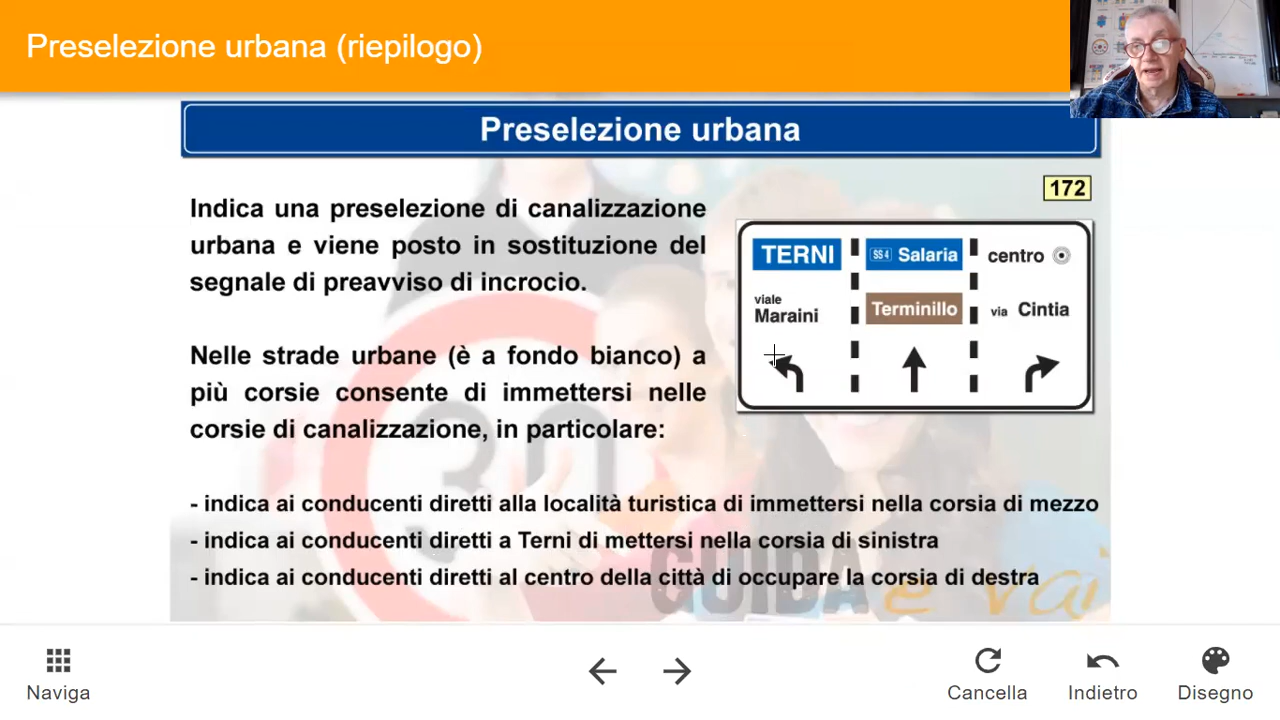 Preselezione urbana (riepilogo)
Preselezione urbana
172
Indica una preselezione di canalizzazione
urbana e viene posto in sostituzione del
segnale di preavviso di incrocio.
Nelle strade urbane (è a fondo bianco) a
più corsie consente di immettersi nelle
corsie di canalizzazione, in particolare:
TERNI
viale
Maraini
SS4 Salaria
Terminillo
centro
via Cintia
- indica ai conducenti diretti alla località turistica di immettersi nella corsia di mezzo
- indica ai conducenti diretti a Terni di mettersi nella corsia di sinistra
- indica ai conducenti diretti al centro della città di occupare la corsia di destra
30
GUIDA e vai
Naviga
Cancella
Indietro
Disegno